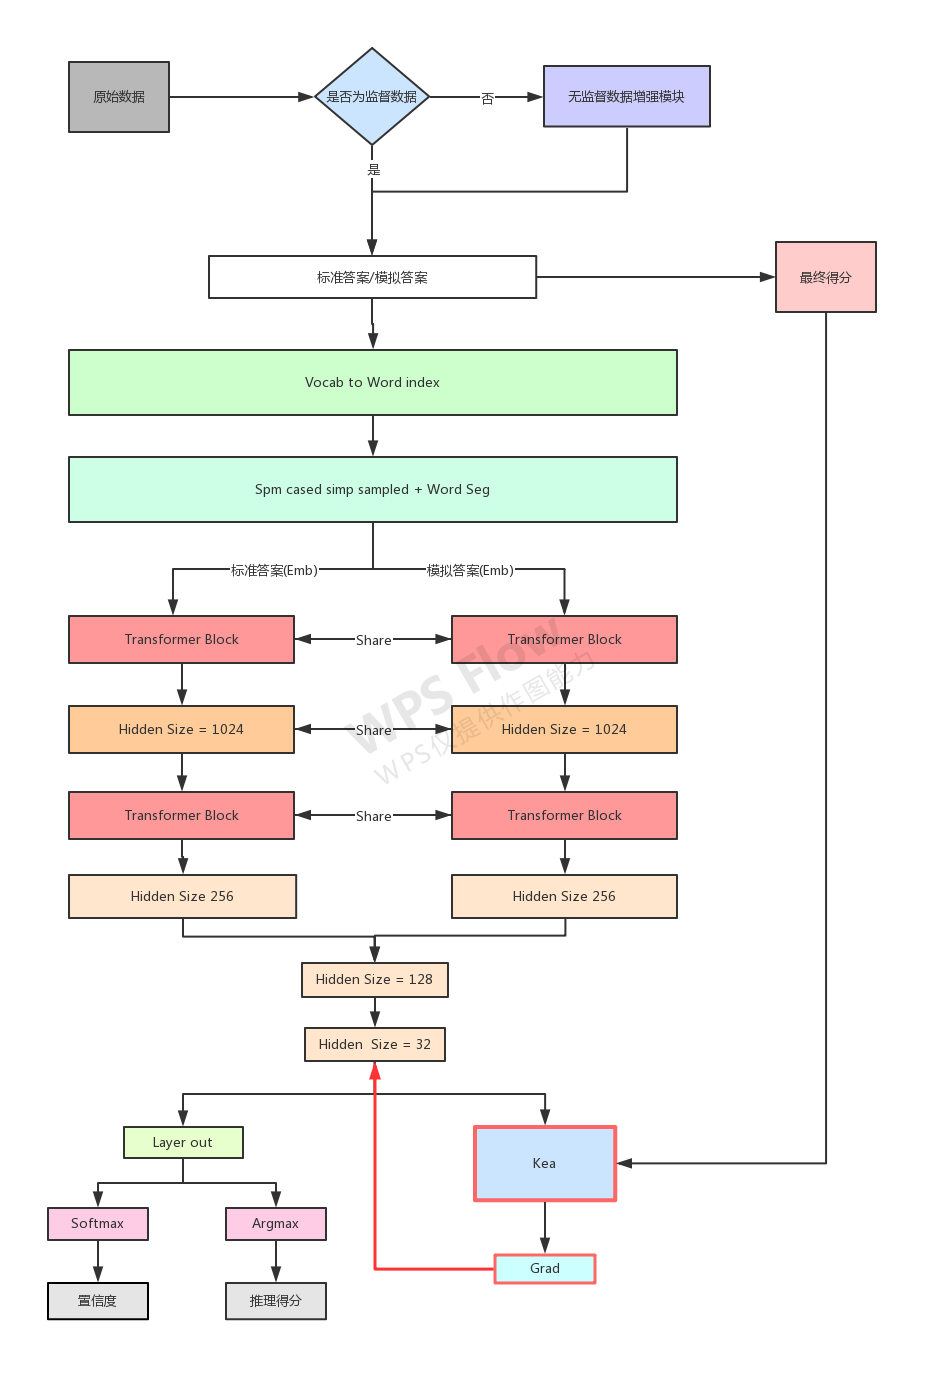 原始数据
是否为监督数据
否
无监督数据增强模块
是
标准答案/模拟答案
最终得分
Vocab to Word index
Spm cased simp sampled + Word Seg
标准答案(Emb)
模拟答案(Emb)
Transformer Block
Share
Transformer Block
WPS Flow
WPS仅提供作图能力
Hidden Size = 1024
Share
Hidden Size = 1024
Transformer Block
Share
Transformer Block
Hidden Size 256
Hidden Size 256
Hidden Size = 128
Hidden  Size = 32
Layer out
Kea
Softmax
Argmax
Grad
置信度
推理得分